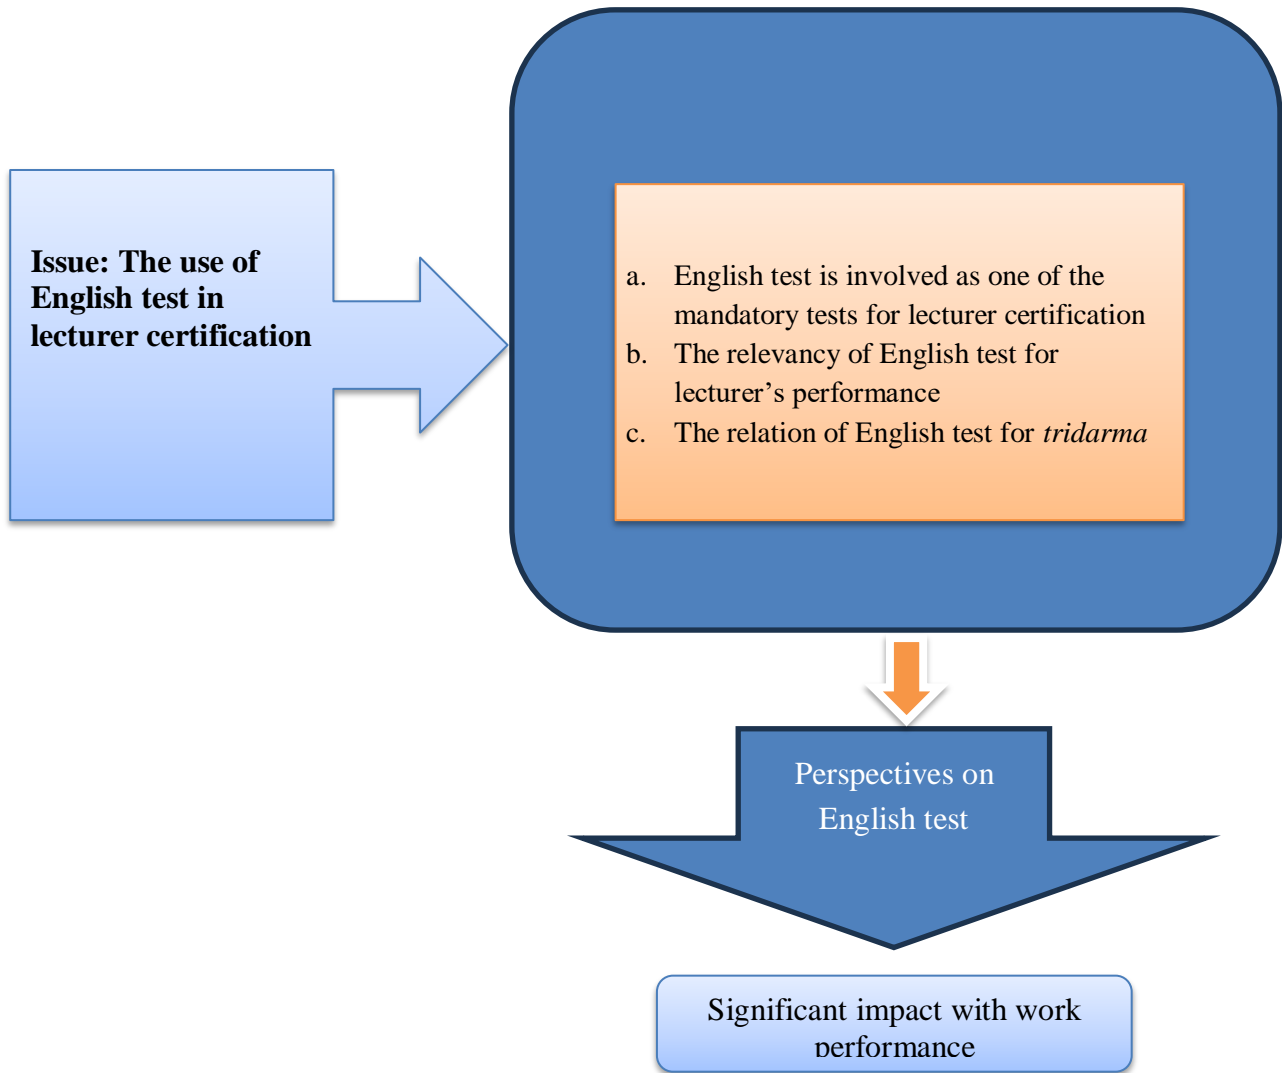 Issue: The use of
English test in
lecturer certification
a. English test is involved as one of the
mandatory tests for lecturer certification
b. The relevancy of English test for
lecturer’s performance
c. The relation of English test for tridarma
Perspectives on
English test
Significant impact with work
performance